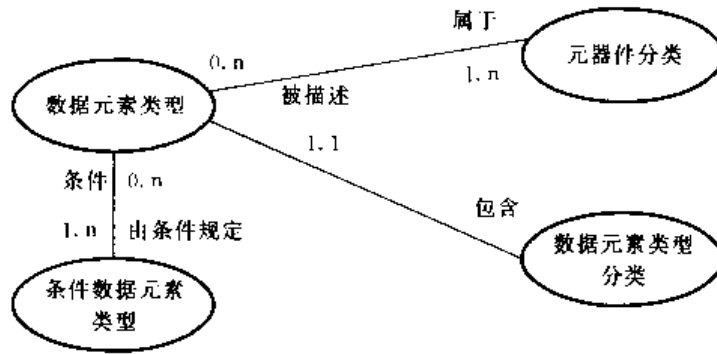 属于
0.n
元器件分类
数据元素类型
被描述
1.n
1.1
条件
0.n
包含
1.n
由条件规定
数据元素类型
分类
条件数据元素
类型